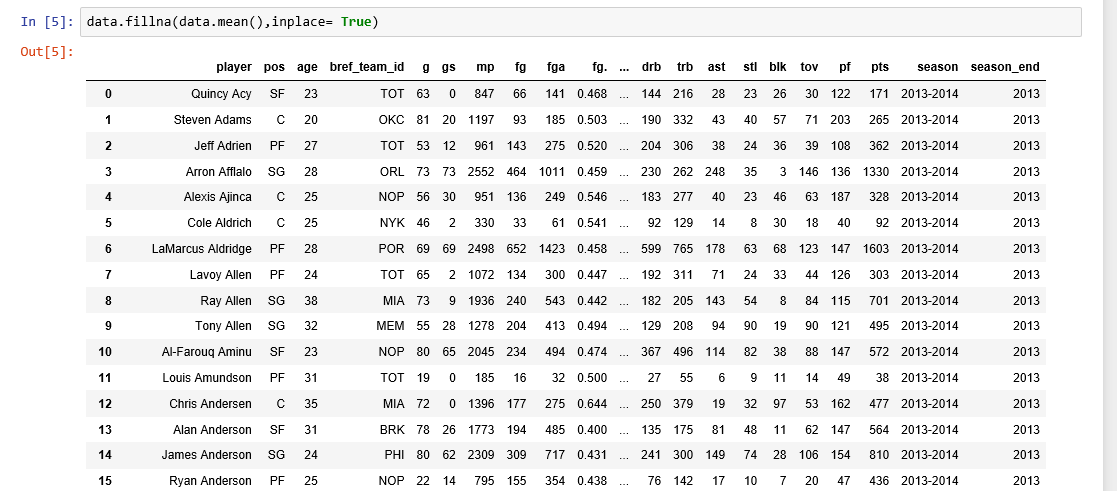 In [5]: data.fillna(data.mean(),inplace= True)
Out[5]:
player pos age bref_team_id g gs mp fg fga fg. ... drb trb ast stl blk tov pf pts season season_end
0 Quincy Acy SF 23 TOT 63 0 847 66 141 0.468 ... 144 216 28 23 26 30 122 171 2013-2014 2013
1 Steven Adams C 20 OKC 81 20 1197 93 185 0.503 ... 190 332 43 40 57 71 203 265 2013-2014 2013
2 Jeff Adrien PF 27 TOT 53 12 961 143 275 0.520 ... 204 306 38 24 36 39 108 362 2013-2014 2013
3 Arron Afflalo SG 28 ORL 73 73 2552 464 1011 0.459 ... 230 262 248 35 3 146 136 1330 2013-2014 2013
4 Alexis Ajinca C 25 NOP 56 30 951 136 249 0.546 ... 183 277 40 23 46 63 187 328 2013-2014 2013
5 Cole Aldrich C 25 NYK 46 2 330 33 61 0.541 ... 92 129 14 8 30 18 40 92 2013-2014 2013
6 LaMarcus Aldridge PF 28 POR 69 69 2498 652 1423 0.458 ... 599 765 178 63 68 123 147 1603 2013-2014 2013
7 Lavoy Allen PF 24 TOT 65 2 1072 134 300 0.447 ... 192 311 71 24 33 44 126 303 2013-2014 2013
8 Ray Allen SG 38 MIA 73 9 1936 240 543 0.442 ... 182 205 143 54 8 84 115 701 2013-2014 2013
9 Tony Allen SG 32 MEM 55 28 1278 204 413 0.494 ... 129 208 94 90 19 90 121 495 2013-2014 2013
10 Al-Farouq Aminu SF 23 NOP 80 65 2045 234 494 0.474 ... 367 496 114 82 38 88 147 572 2013-2014 2013
11 Louis Amundson PF 31 TOT 19 0 185 16 32 0.500 ... 27 55 6 9 11 14 49 38 2013-2014 2013
12 Chris Andersen C 35 MIA 72 0 1396 177 275 0.644 ... 250 379 19 32 97 53 162 477 2013-2014 2013
13 Alan Anderson SF 31 BRK 78 26 1773 194 485 0.400 ... 135 175 81 48 11 62 147 564 2013-2014 2013
14 James Anderson SG 24 PHI 80 62 2309 309 717 0.431 ... 241 300 149 74 28 106 154 810 2013-2014 2013
15 Ryan Anderson PF 25 NOP 22 14 795 155 354 0.438 ... 76 142 17 10 7 20 47 436 2013-2014 2013